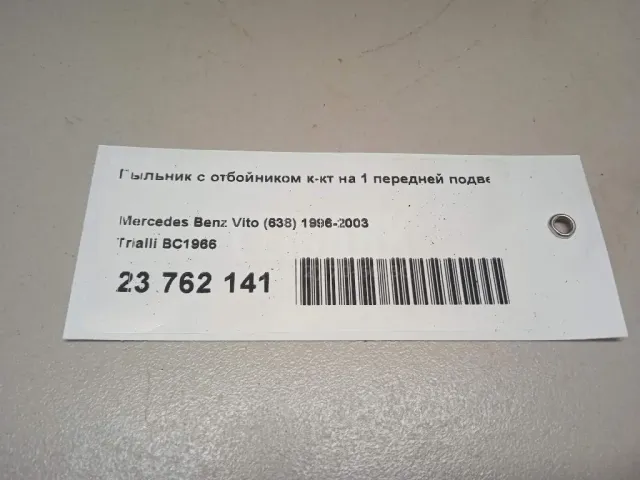 Пыльник с отбойником к-кт на 1 передней подве
Mercedes Benz Vito (638) 1996-2003
Trialli BC1966
23 762 141